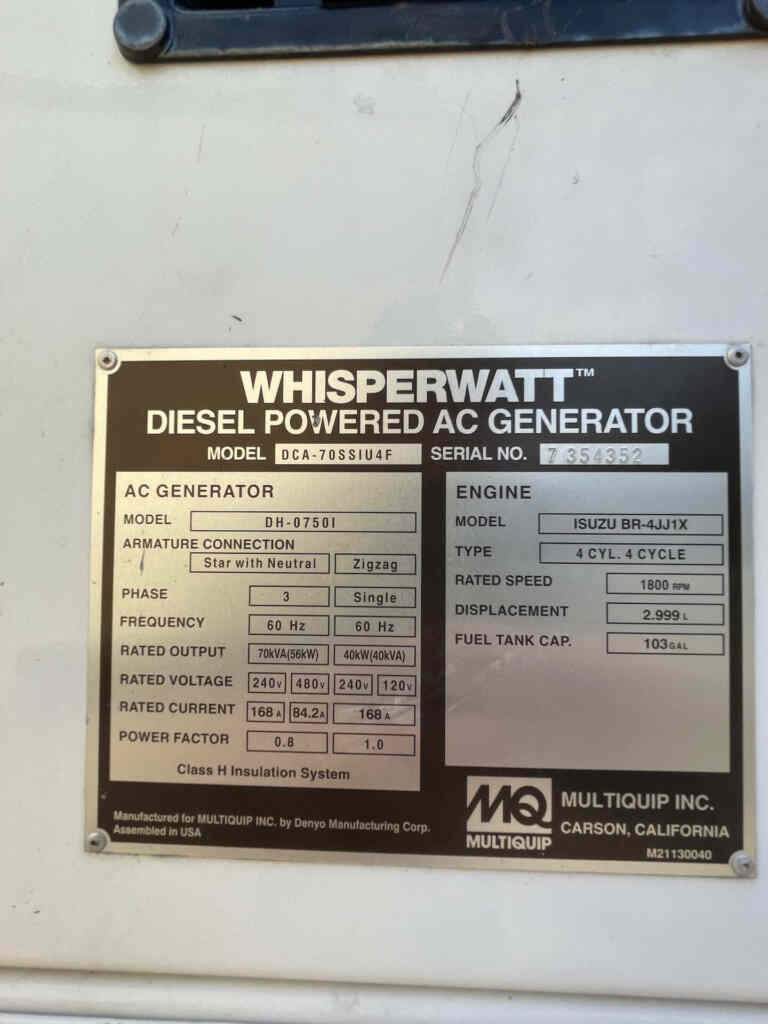 WHISPERWATT™
DIESEL POWERED AC GENERATOR
MODEL DCA-70SSIU4F SERIAL NO. 7354352
AC GENERATOR
MODEL DH-0750I
ARMATURE CONNECTION
Star with Neutral Zigzag
PHASE 3 Single
FREQUENCY 60 Hz 60 Hz
RATED OUTPUT 70kVA(56kW) 40kW(40kVA)
RATED VOLTAGE 240V 480V 240V 120V
RATED CURRENT 168 A 84.2A 168 A
POWER FACTOR 0.8 1.0
Class H Insulation System
ENGINE
MODEL ISUZU BR-4JJ1X
TYPE 4 CYL. 4 CYCLE
RATED SPEED 1800 RPM
DISPLACEMENT 2.999 L
FUEL TANK CAP. 103 GAL
Manufactured for MULTIQUIP INC. by Denyo Manufacturing Corp.
Assembled in USA
MQ
MULTIQUIP
MULTIQUIP INC.
CARSON, CALIFORNIA
M21130040